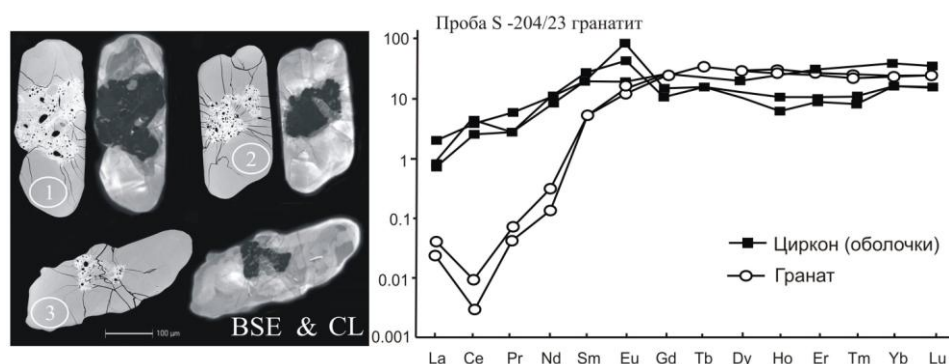 Проба S -204/23 гранатит
1
2
3
100 µm
BSE & CL
100
10
1
0.1
0.01
0.001
Циркон (оболочки)
Гранат
La Ce Pr Nd Sm Eu Gd Tb Dy Ho Er Tm Yb Lu